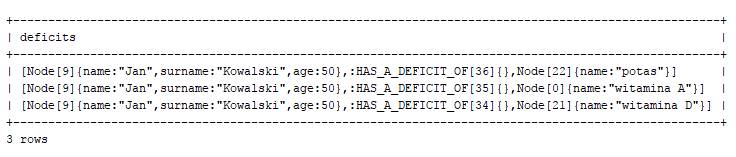 +----------------------------------------------------------------------------------------------------+
| deficits |
+----------------------------------------------------------------------------------------------------+
| [Node[9]{name:"Jan",surname:"Kowalski",age:50},:HAS_A_DEFICIT_OF[36]{},Node[22]{name:"potas"}] |
| [Node[9]{name:"Jan",surname:"Kowalski",age:50},:HAS_A_DEFICIT_OF[35]{},Node[0]{name:"witamina A"}] |
| [Node[9]{name:"Jan",surname:"Kowalski",age:50},:HAS_A_DEFICIT_OF[34]{},Node[21]{name:"witamina D"}] |
+----------------------------------------------------------------------------------------------------+
3 rows